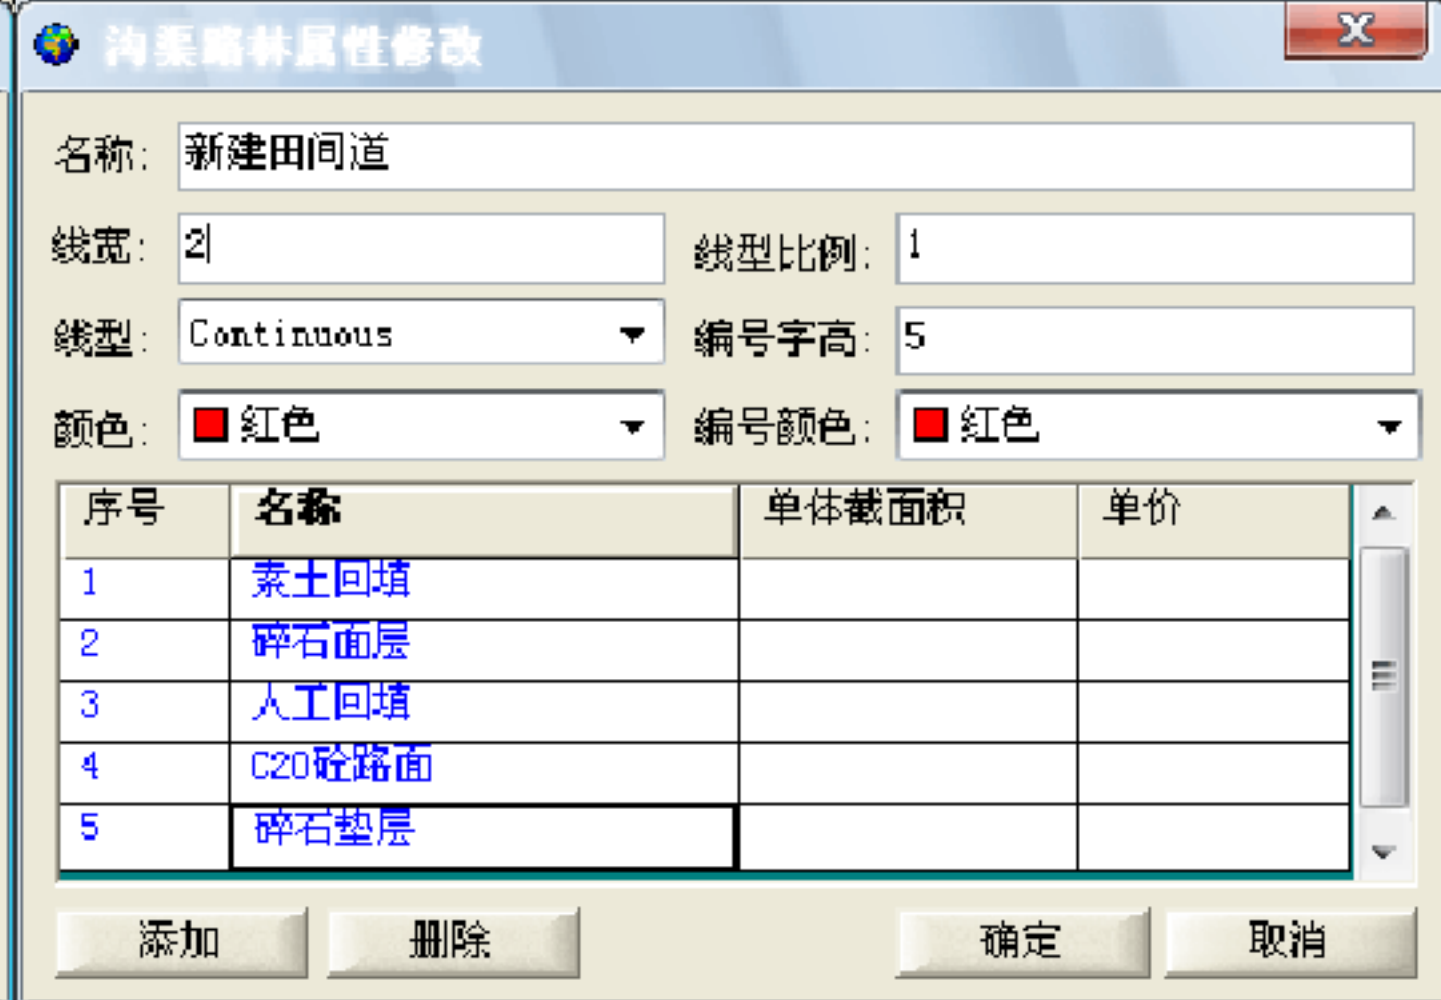 沟渠路林属性修改
名称: 新建田间道
线宽: 2 线型比例: 1
线型: Continuous 编号字高: 5
颜色: 红色 编号颜色: 红色
序号 名称 单体截面积 单价
1 素土回填
2 碎石面层
3 人工回填
4 C20砼路面
5 碎石垫层
添加 删除 确定 取消